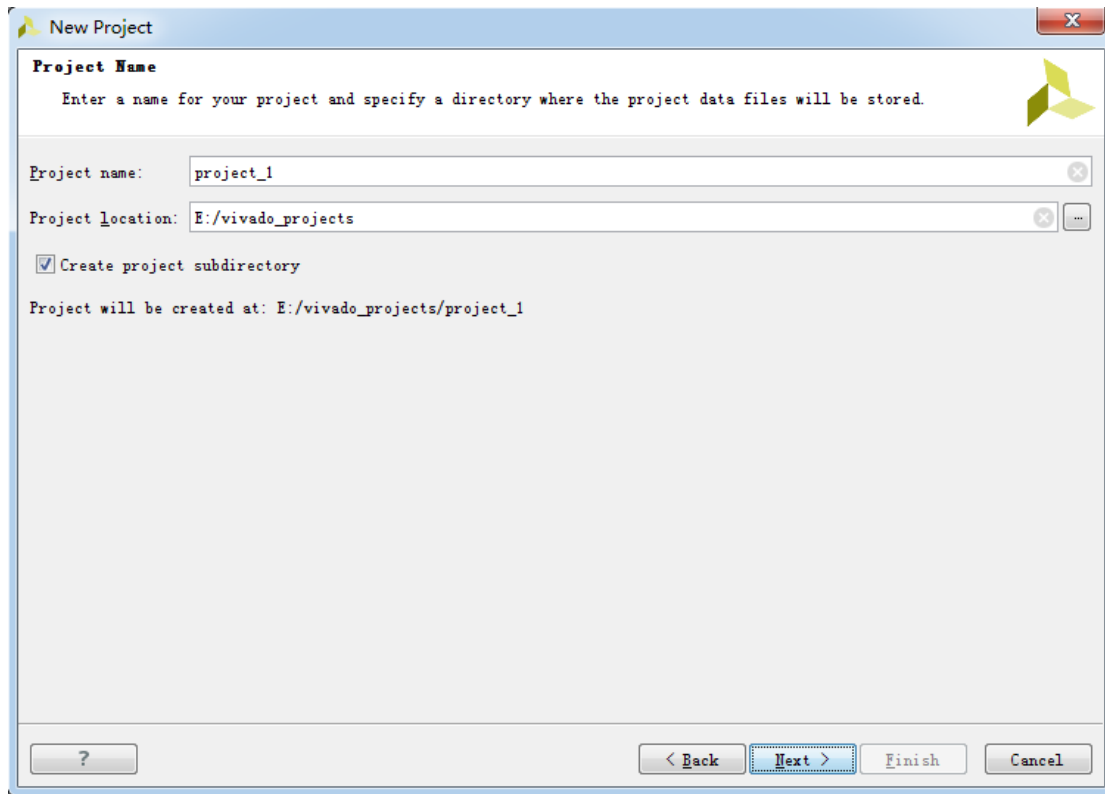 New Project
Project Name
Enter a name for your project and specify a directory where the project data files will be stored.
Project name: project_1
Project location: E:/vivado_projects ...
Create project subdirectory
Project will be created at: E:/vivado_projects/project_1
? < Back Next > Finish Cancel